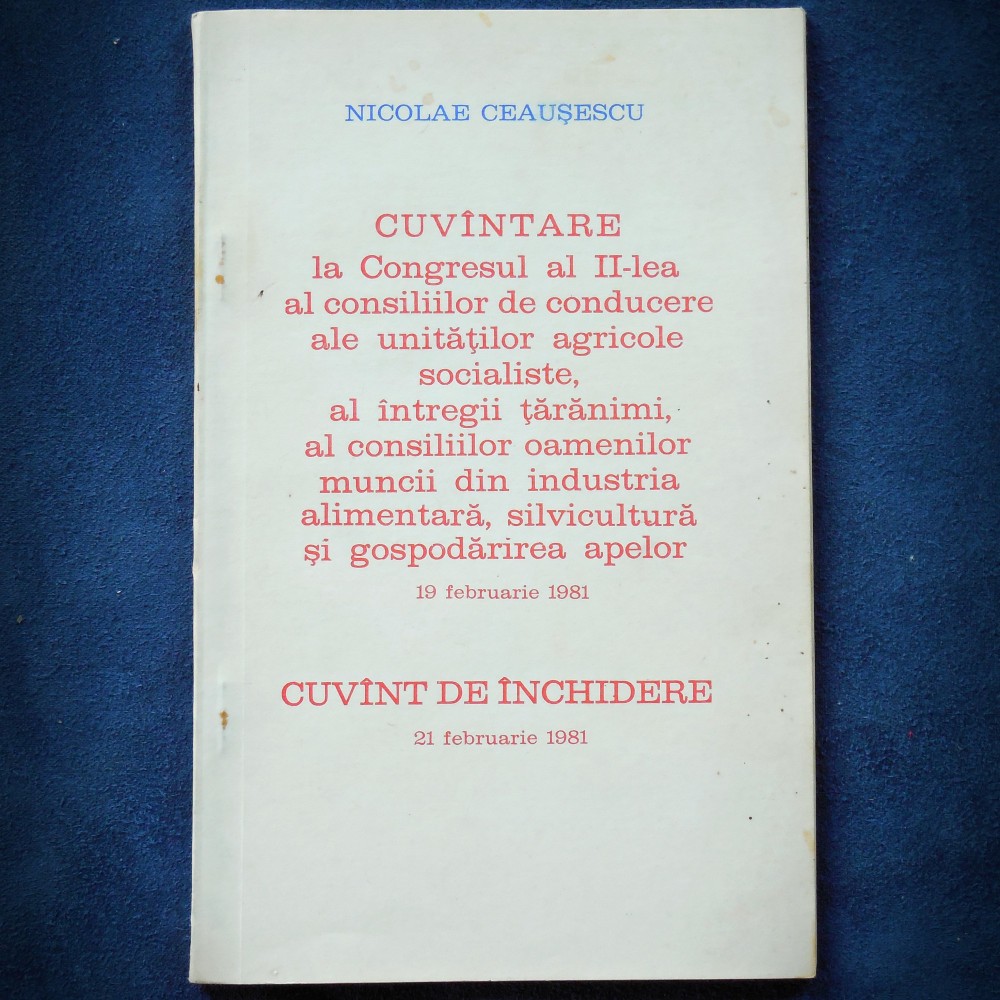 NICOLAE CEAUŞESCU
CUVÎNTARE
la Congresul al II-lea
al consiliilor de conducere
ale unităţilor agricole
socialiste,
al întregii ţărănimi,
al consiliilor oamenilor
muncii din industria
alimentară, silvicultură
şi gospodărirea apelor
19 februarie 1981
CUVÎNT DE ÎNCHIDERE
21 februarie 1981